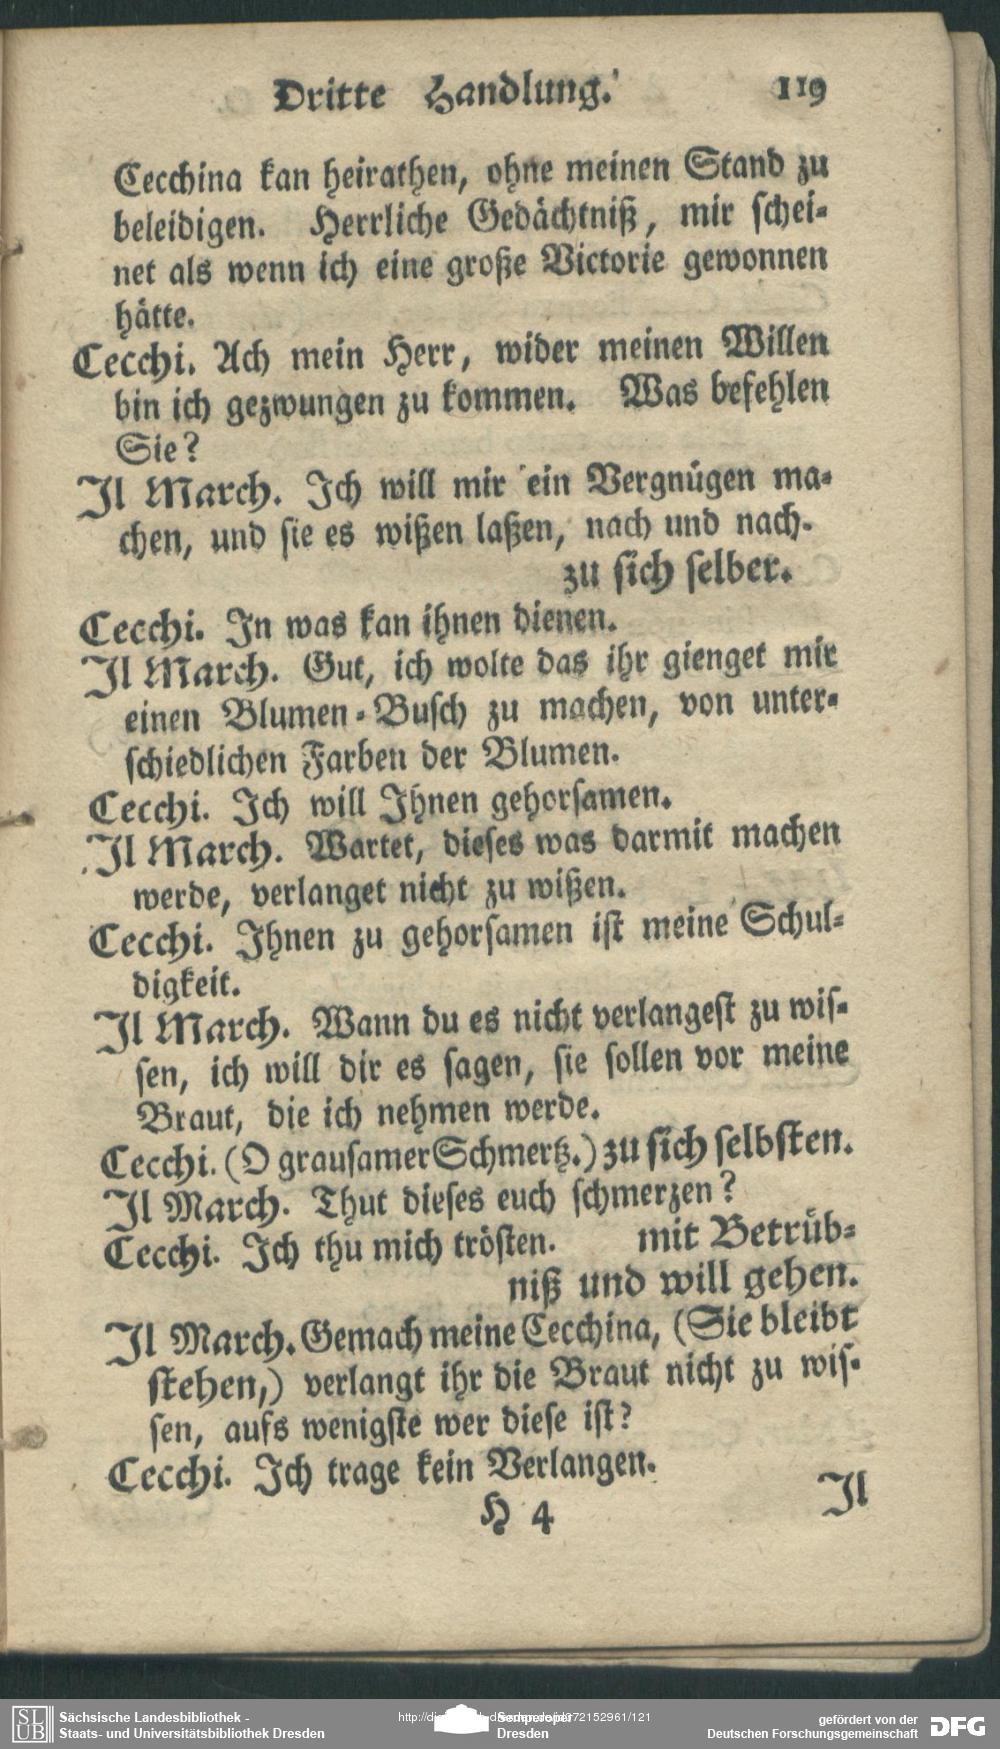 Dritte Handlung. 119
Cecchina kan heirathen, ohne meinen Stand zu
beleidigen. Herrliche Gedächtniß, mir schei-
net als wenn ich eine große Victorie gewonnen
hätte.
Cecchi. Ach mein Herr, wider meinen Willen
bin ich gezwungen zu kommen. Was befehlen
Sie?
Il March. Ich will mir ein Vergnügen ma-
chen, und sie es wißen laßen, nach und nach.
zu sich selber.
Cecchi. In was kan ihnen dienen.
Il March. Gut, ich wolte das ihr gienget mir
einen Blumen-Busch zu machen, von unter-
schiedlichen Farben der Blumen.
Cecchi. Ich will Ihnen gehorsamen.
Il March. Wartet, dieses was darmit machen
werde, verlanget nicht zu wißen.
Cecchi. Ihnen zu gehorsamen ist meine Schul-
digkeit.
Il March. Wann du es nicht verlangest zu wis-
sen, ich will dir es sagen, sie sollen vor meine
Braut, die ich nehmen werde.
Cecchi. (O grausamer Schmertz.) zu sich selbsten.
Il March. Thut dieses euch schmerzen?
Cecchi. Ich thu mich trösten. mit Betrüb-
niß und will gehen.
Il March. Gemach meine Cecchina, (Sie bleibt
stehen,) verlangt ihr die Braut nicht zu wis-
sen, aufs wenigste wer diese ist?
Cecchi. Ich trage kein Verlangen.
H 4 Il
SLUB
Sächsische Landesbibliothek -
Staats- und Universitätsbibliothek Dresden
Semperoper
Dresden
gefördert von der
Deutschen Forschungsgemeinschaft
DFG